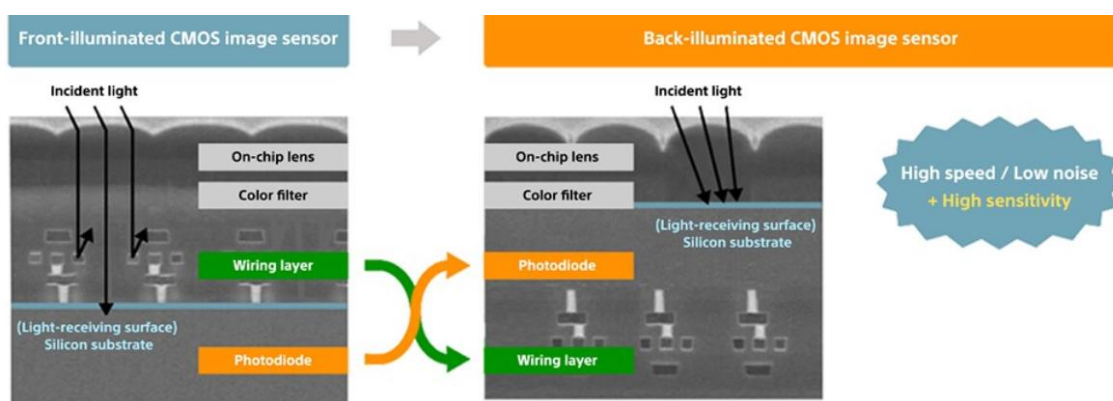 Front-illuminated CMOS image sensor
Back-illuminated CMOS image sensor
Incident light
On-chip lens
Color filter
Wiring layer
(Light-receiving surface)
Silicon substrate
Photodiode
Incident light
On-chip lens
Color filter
(Light-receiving surface)
Silicon substrate
Photodiode
Wiring layer
High speed / Low noise
+ High sensitivity